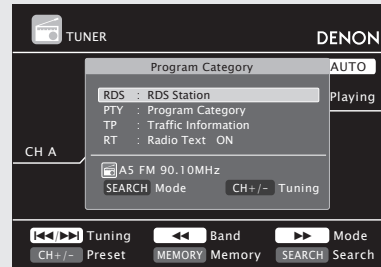 TUNER
DENON
Program Category
AUTO
RDS : RDS Station
PTY : Program Category
TP : Traffic Information
RT : Radio Text ON
Playing
CH A
A5 FM 90.10MHz
SEARCH Mode CH+/- Tuning
⏮/⏭ Tuning ◀◀ Band ▶▶ Mode
CH+/- Preset MEMORY Memory SEARCH Search